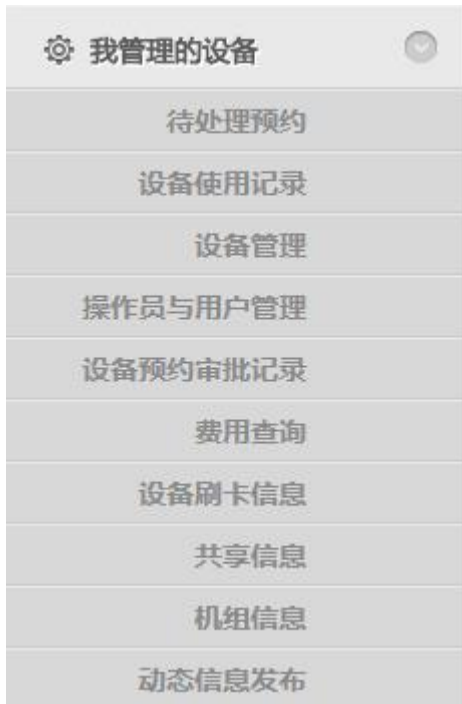 我管理的设备
待处理预约
设备使用记录
设备管理
操作员与用户管理
设备预约审批记录
费用查询
设备刷卡信息
共享信息
机组信息
动态信息发布